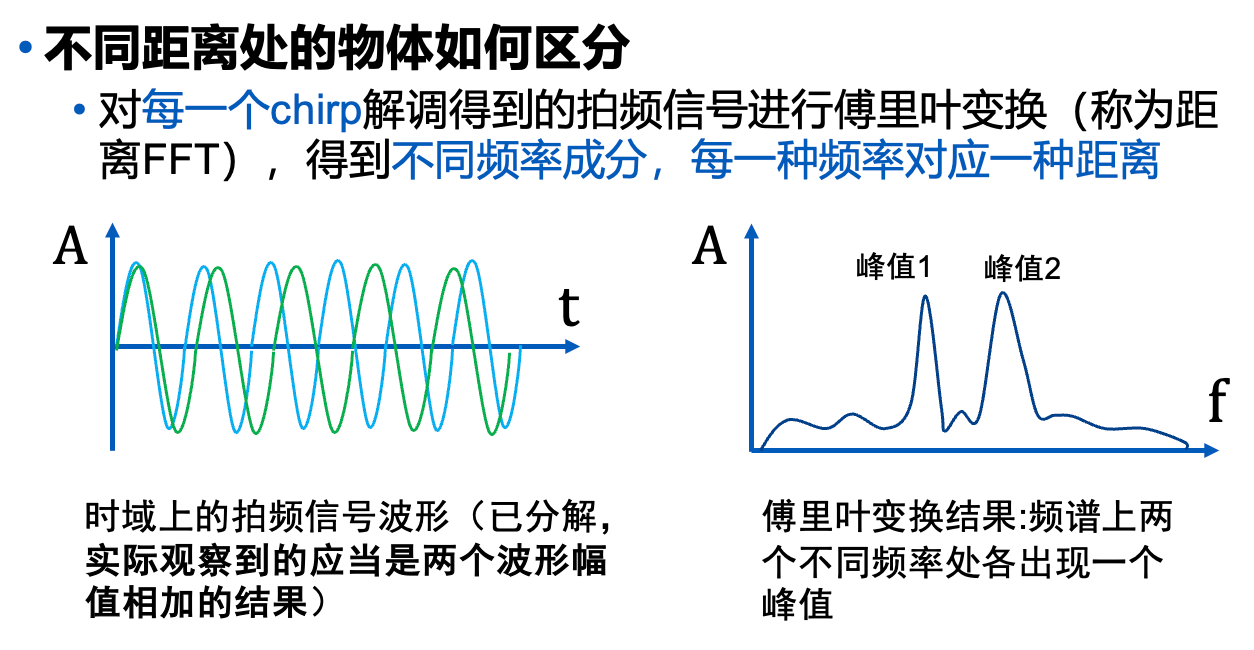 • 不同距离处的物体如何区分
• 对每一个chirp解调得到的拍频信号进行傅里叶变换（称为距
离FFT），得到不同频率成分，每一种频率对应一种距离
A
t
时域上的拍频信号波形（已分解，
实际观察到的应当是两个波形幅
值相加的结果）
A
峰值1
峰值2
f
傅里叶变换结果:频谱上两
个不同频率处各出现一个
峰值